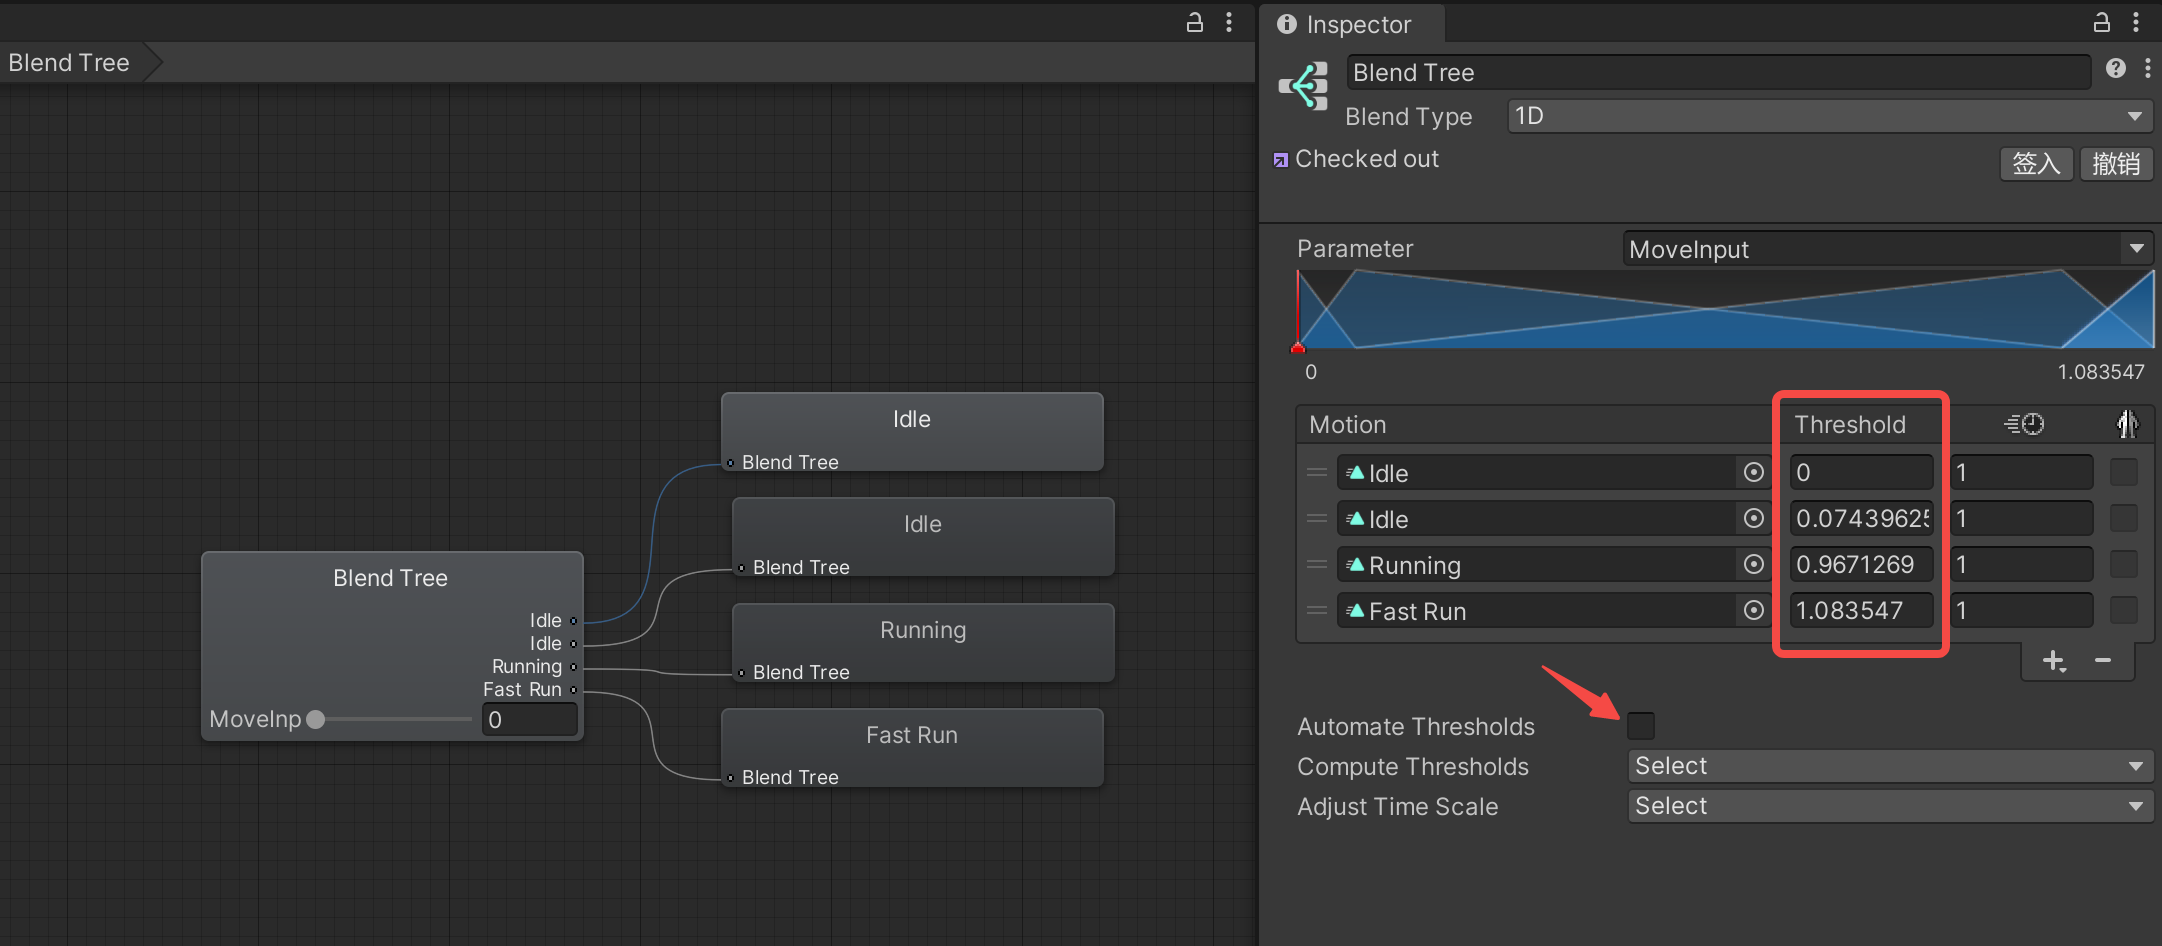 Blend Tree
Idle
Blend Tree
Idle
Blend Tree
Running
Blend Tree
Fast Run
Blend Tree
Blend Tree
Idle
Idle
Running
Fast Run
MoveInp
0
Inspector
Blend Tree
Blend Type
1D
Checked out
签入
撤销
Parameter
MoveInput
0
1.083547
Motion
Threshold
Idle
0
1
Idle
0.07439625
1
Running
0.9671269
1
Fast Run
1.083547
1
Automate Thresholds
Compute Thresholds
Select
Adjust Time Scale
Select